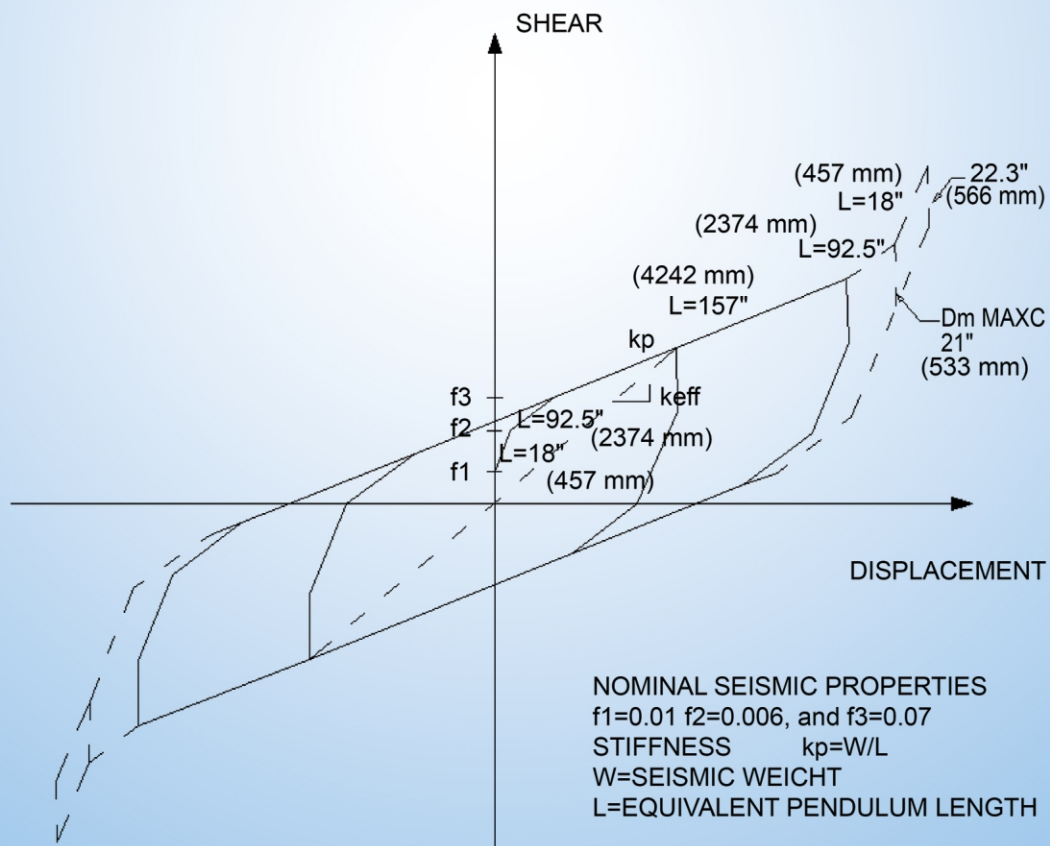 SHEAR
(457 mm)
L=18"
22.3"
(566 mm)
(2374 mm)
L=92.5"
(4242 mm)
L=157"
Dm MAXC
21"
(533 mm)
kp
keff
f3
f2
f1
L=92.5"
(2374 mm)
L=18"
(457 mm)
DISPLACEMENT
NOMINAL SEISMIC PROPERTIES
f1=0.01 f2=0.006, and f3=0.07
STIFFNESS kp=W/L
W=SEISMIC WEICHT
L=EQUIVALENT PENDULUM LENGTH